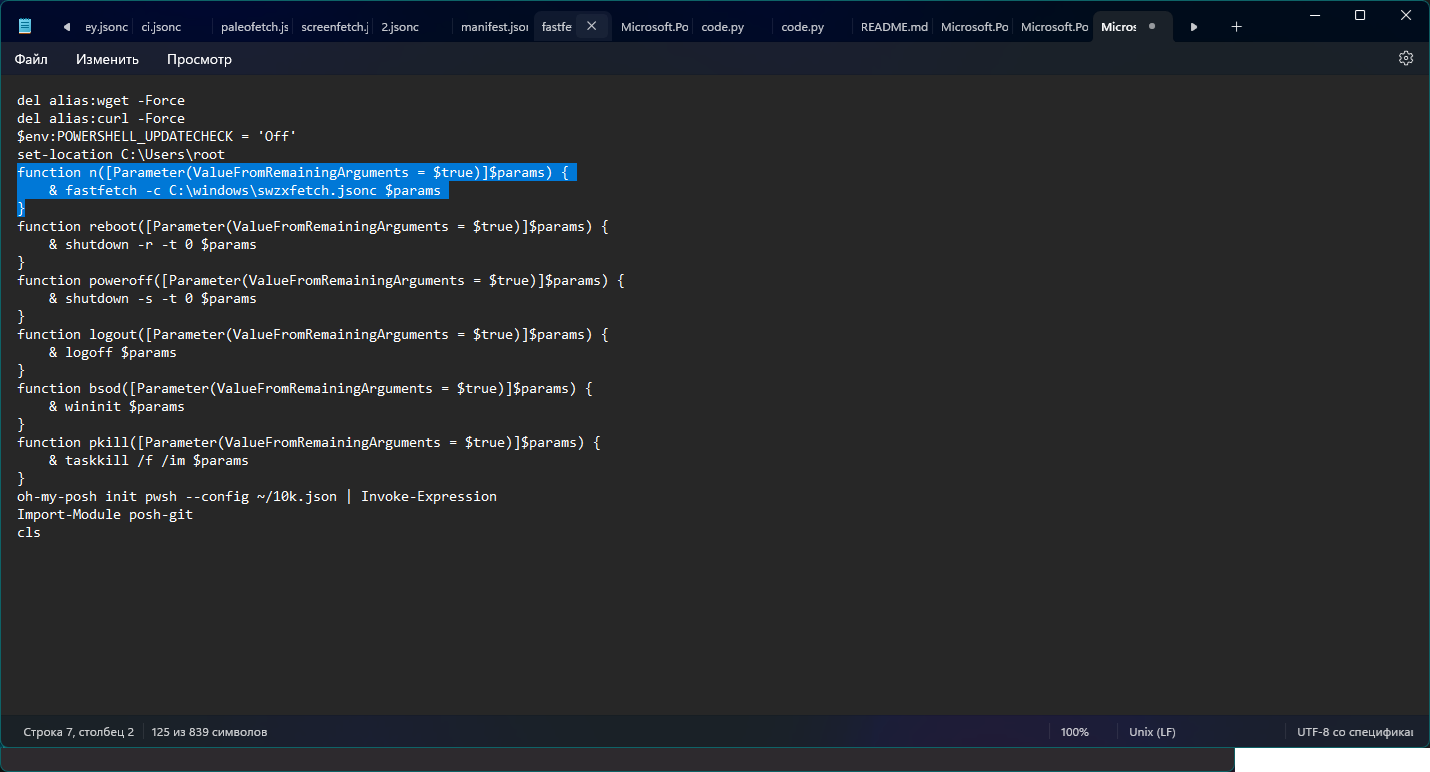 ey.jsonc ci.jsonc paleofetch.js screenfetch.j 2.jsonc manifest.jsor fastfe Microsoft.Po code.py code.py README.md Microsoft.Po Microsoft.Po Micros
Файл Изменить Просмотр
del alias:wget -Force
del alias:curl -Force
$env:POWERSHELL_UPDATECHECK = 'Off'
set-location C:\Users\root
function n([Parameter(ValueFromRemainingArguments = $true)]$params) {
    & fastfetch -c C:\windows\swzxfetch.jsonc $params
}
function reboot([Parameter(ValueFromRemainingArguments = $true)]$params) {
    & shutdown -r -t 0 $params
}
function poweroff([Parameter(ValueFromRemainingArguments = $true)]$params) {
    & shutdown -s -t 0 $params
}
function logout([Parameter(ValueFromRemainingArguments = $true)]$params) {
    & logoff $params
}
function bsod([Parameter(ValueFromRemainingArguments = $true)]$params) {
    & wininit $params
}
function pkill([Parameter(ValueFromRemainingArguments = $true)]$params) {
    & taskkill /f /im $params
}
oh-my-posh init pwsh --config ~/10k.json | Invoke-Expression
Import-Module posh-git
cls
Строка 7, столбец 2 125 из 839 символов 100% Unix (LF) UTF-8 со специфика